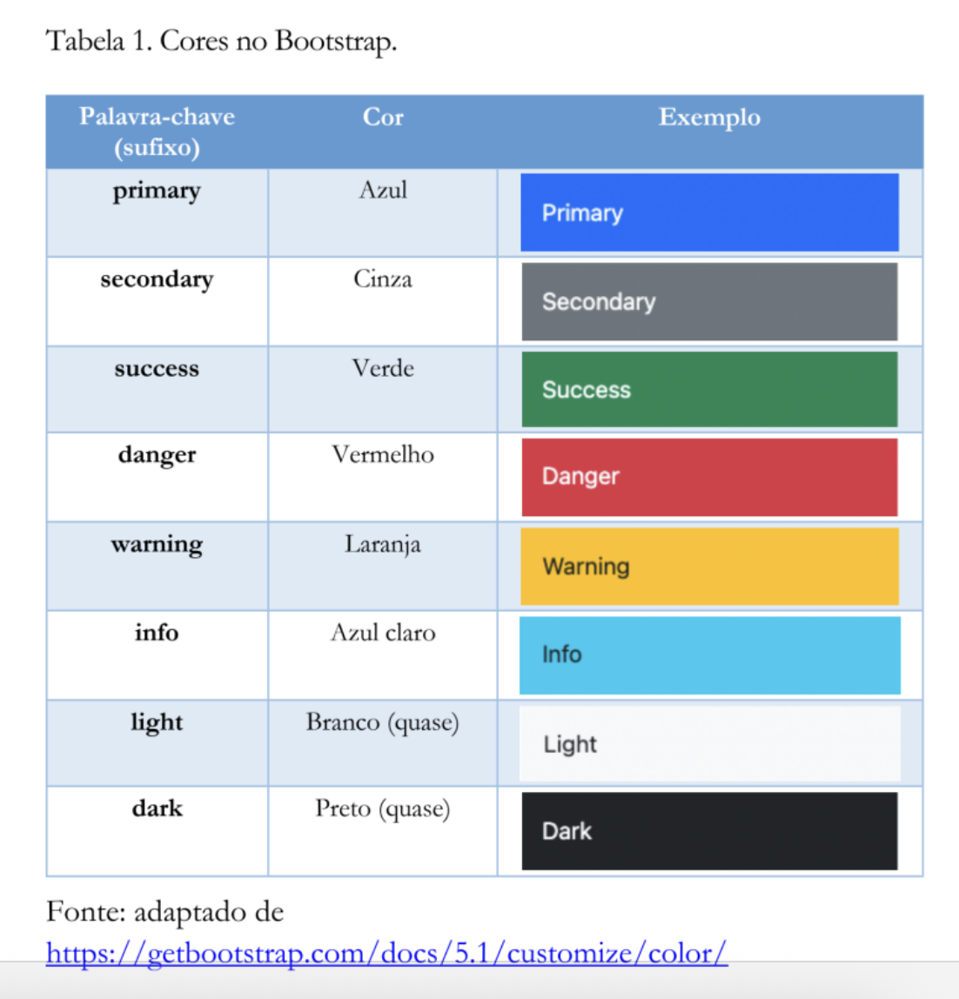 Tabela 1. Cores no Bootstrap.
Palavra-chave Cor Exemplo
(sufixo)
primary Azul Primary
secondary Cinza Secondary
success Verde Success
danger Vermelho Danger
warning Laranja Warning
info Azul claro Info
light Branco (quase) Light
dark Preto (quase) Dark
Fonte: adaptado de
https://getbootstrap.com/docs/5.1/customize/color/